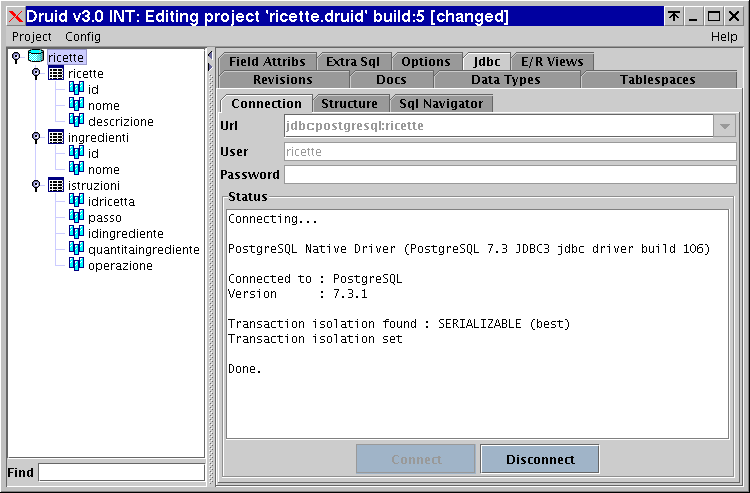 Druid v3.0 INT: Editing project 'ricette.druid' build:5 [changed]
Project Config Help
ricette
ricette
id
nome
descrizione
ingredienti
id
nome
istruzioni
idricetta
passo
idingrediente
quantitaingrediente
operazione
Find
Field Attribs Extra Sql Options Jdbc E/R Views
Revisions Docs Data Types Tablespaces
Connection Structure Sql Navigator
Url jdbc:postgresql:ricette
User ricette
Password
Status
Connecting...
PostgreSQL Native Driver (PostgreSQL 7.3 JDBC3 jdbc driver build 106)
Connected to : PostgreSQL
Version : 7.3.1
Transaction isolation found : SERIALIZABLE (best)
Transaction isolation set
Done.
Connect Disconnect